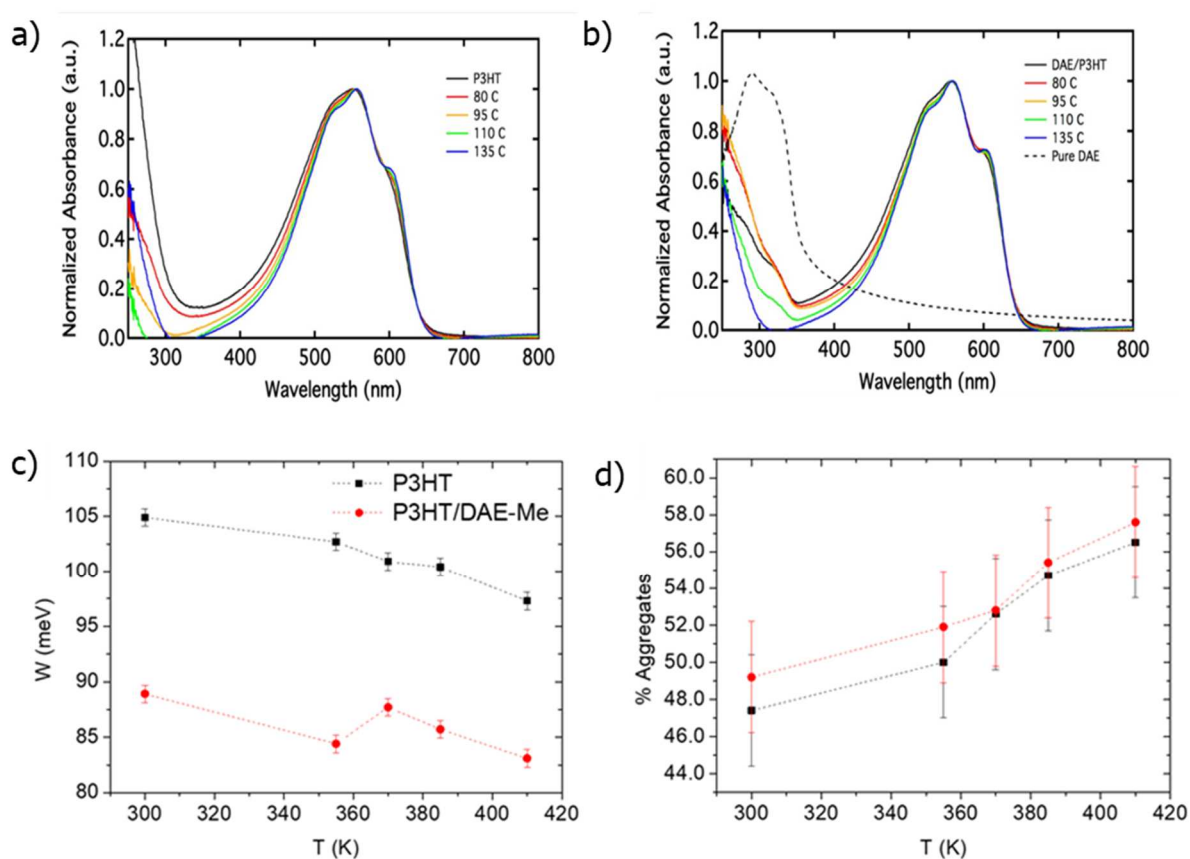 a)
1.2
1.0
0.8
0.6
0.4
0.2
0.0
Normalized Absorbance (a.u.)
P3HT
80 C
95 C
110 C
135 C
300 400 500 600 700 800
Wavelength (nm)
b)
1.2
1.0
0.8
0.6
0.4
0.2
0.0
Normalized Absorbance (a.u.)
DAE/P3HT
80 C
95 C
110 C
135 C
Pure DAE
300 400 500 600 700 800
Wavelength (nm)
c)
110
105
100
95
90
85
80
W (meV)
P3HT
P3HT/DAE-Me
300 320 340 360 380 400 420
T (K)
d)
60.0
58.0
56.0
54.0
52.0
50.0
48.0
46.0
44.0
% Aggregates
300 320 340 360 380 400 420
T (K)